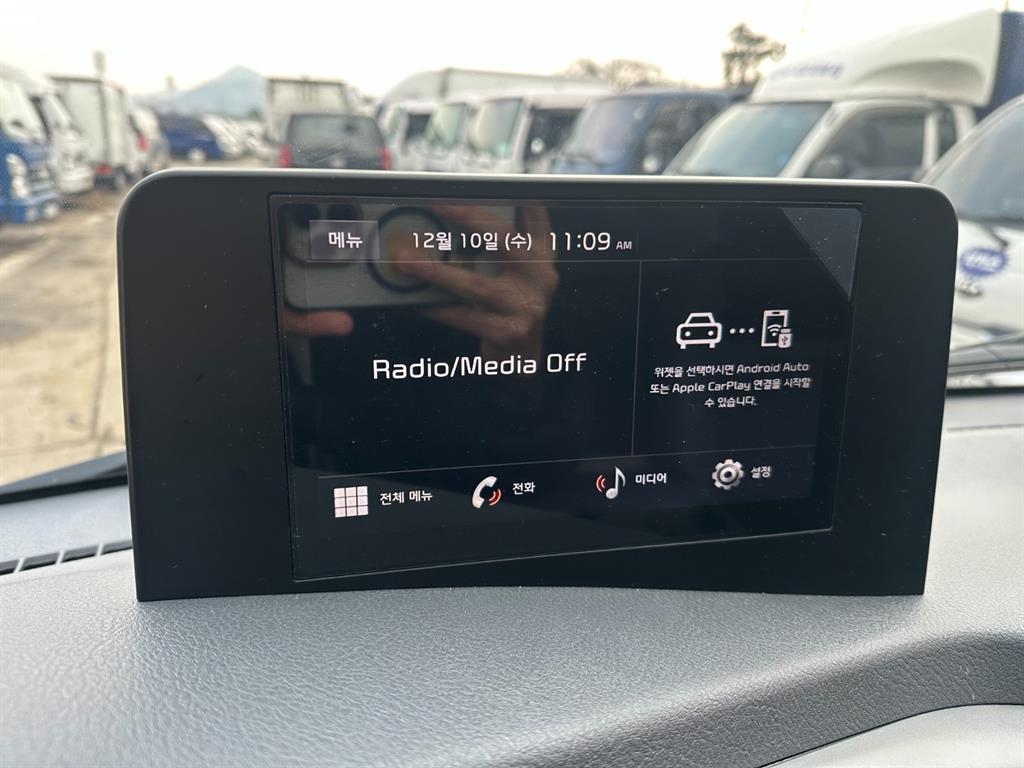 메뉴
12월 10일 (수) 11:09 AM
Radio/Media Off
위젯을 선택하시면 Android Auto
또는 Apple CarPlay 연결을 시작할
수 있습니다.
전체 메뉴
전화
미디어
설정